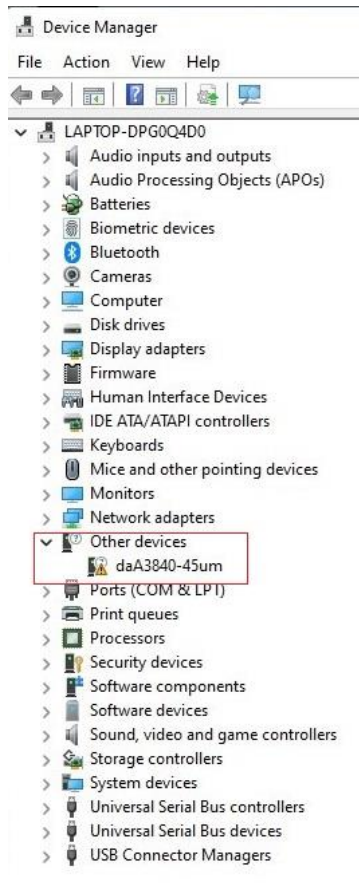 Device Manager
File Action View Help
LAPTOP-DPG0Q4D0
Audio inputs and outputs
Audio Processing Objects (APOs)
Batteries
Biometric devices
Bluetooth
Cameras
Computer
Disk drives
Display adapters
Firmware
Human Interface Devices
IDE ATA/ATAPI controllers
Keyboards
Mice and other pointing devices
Monitors
Network adapters
Other devices
daA3840-45um
Ports (COM & LPT)
Print queues
Processors
Security devices
Software components
Software devices
Sound, video and game controllers
Storage controllers
System devices
Universal Serial Bus controllers
Universal Serial Bus devices
USB Connector Managers